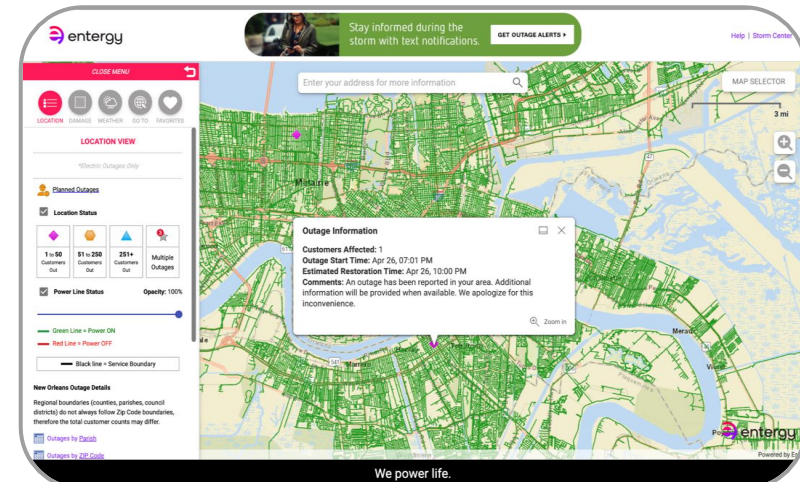 entergy
Stay informed during the
storm with text notifications.
GET OUTAGE ALERTS
Help | Storm Center
CLOSE MENU
LOCATION DAMAGE WEATHER GO TO FAVORITES
LOCATION VIEW
*Electric Outages Only
Planned Outages
Location Status
1 to 50
Customers
Out
51 to 250
Customers
Out
251+
Customers
Out
3
Multiple
Outages
Power Line Status Opacity: 100%
Green Line = Power ON
Red Line = Power OFF
Black line = Service Boundary
New Orleans Outage Details
Regional boundaries (counties, parishes, council
districts) do not always follow Zip Code boundaries,
therefore the total customer counts may differ.
Outages by Parish
Outages by ZIP Code
Enter your address for more information
MAP SELECTOR
3 mi
47
Metairie
Outage Information
Customers Affected: 1
Outage Start Time: Apr 26, 07:01 PM
Estimated Restoration Time: Apr 26, 10:00 PM
Comments: An outage has been reported in your area. Additional
information will be provided when available. We apologize for this
inconvenience.
Zoom in
Marrero
Harvey
541
entergy
We power life.